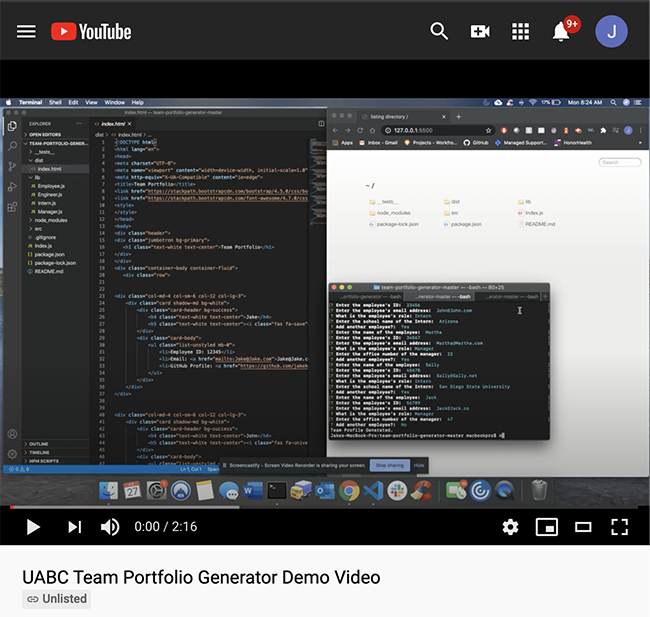 YouTube
9+
J
Terminal Shell Edit View Window Help
17% Mon 8:24 AM
index.html — team-portfolio-generator-master
EXPLORER
index.html
listing directory /
OPEN EDITORS
dist > index.html > ...
127.0.0.1:5500
TEAM-PORTFOLIO-GENER...
Apps
Inbox - Gmail
Projects - Workfro...
GitHub
Managed Support...
HonorHealth
__tests__
dist
index.html
lib
Employee.js
Engineer.js
Intern.js
Manager.js
node_modules
src
.gitignore
index.js
package.json
package-lock.json
README.md
<!DOCTYPE html>
<html lang="en">
<head>
<meta charset="UTF-8">
<meta name="viewport" content="width=device-width, initial-scale=1.0"
<meta http-equiv="X-UA-Compatible" content="ie=edge">
<title>Team Portfolio</title>
<link href="https://stackpath.bootstrapcdn.com/bootstrap/4.5.0/css/bo
<link href="https://stackpath.bootstrapcdn.com/font-awesome/4.7.0/css
<style>
</style>
</head>
<body>
<div class="header">
<div class="jumbotron bg-primary">
<h1 class="text-white text-center">Team Portfolio</h1>
</div>
</div>
<div class="container-body container-fluid">
<div class="row">
<div class="col-md-4 col-sm-6 col-12 col-lg-3">
<div class="card shadow-md bg-white">
<div class="card-header bg-success">
<h4 class="text-white text-center">Jake</h4>
<h5 class="text-white text-center"><i class="fas fa-save
</div>
<div class="card-body">
<ul class="list-unstyled mb-0">
<li>Employee ID: 12345</li>
<li>Email: <a href="mailto:Jake@Jake.com">Jake@Jake.co
<li>GitHub Profile: <a href="https://github.com/jakeh
</ul>
</div>
</div>
</div>
<div class="col-md-4 col-sm-6 col-12 col-lg-3">
<div class="card shadow-md bg-white">
<div class="card-header bg-success">
<h4 class="text-white text-center">
<h5 class="text-white text-center"><i class="fas fa-unive
</div>
<div class="card-body">
Search
~ /
__tests__
dist
lib
node_modules
src
index.js
package-lock.json
package.json
README.md
team-portfolio-generator-master — -bash — 80×25
...ortfolio-generator — -bash
...nerator-master — -bash
...erator-master — -bash
? Enter the employee's ID: 23456
? Enter the employee's email address: John@John.com
? What is the employee's role: Intern
? Enter the school name of the Intern: Arizona
? Add another employee?: Yes
? Enter the name of the employee: Martha
? Enter the employee's ID: 34567
? Enter the employee's email address: Martha@Martha.com
? What is the employee's role: Manager
? Enter the office number of the manager: 22
? Add another employee?: Yes
? Enter the name of the employee: Sally
? Enter the employee's ID: 45678
? Enter the employee's email address: Sally@Sally.net
? What is the employee's role: Intern
? Enter the school name of the Intern: San Diego State University
? Add another employee?: Yes
? Enter the name of the employee: Jack
? Enter the employee's ID: 56789
? Enter the employee's email address: Jack@Jack.co
? What is the employee's role: Manager
? Enter the office number of the manager: 47
? Add another employee?: No
Team Profile Generated.
Jakes-MacBook-Pro:team-portfolio-generator-master macbookpro$
OUTLINE
TIMELINE
NPM SCRIPTS
Screencastify - Screen Video Recorder is sharing your screen.
Stop sharing
Hide
27
0:00 / 2:16
UABC Team Portfolio Generator Demo Video
Unlisted